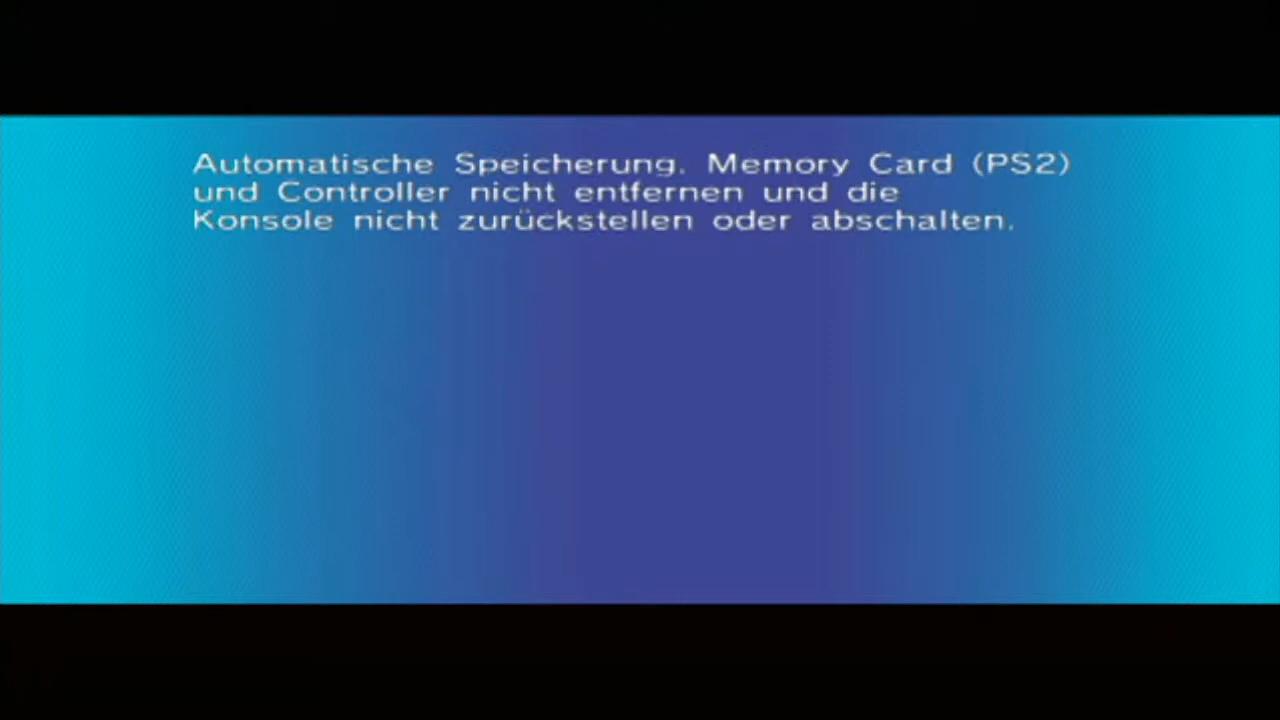 Automatische Speicherung. Memory Card (PS2)
und Controller nicht entfernen und die
Konsole nicht zurückstellen oder abschalten.